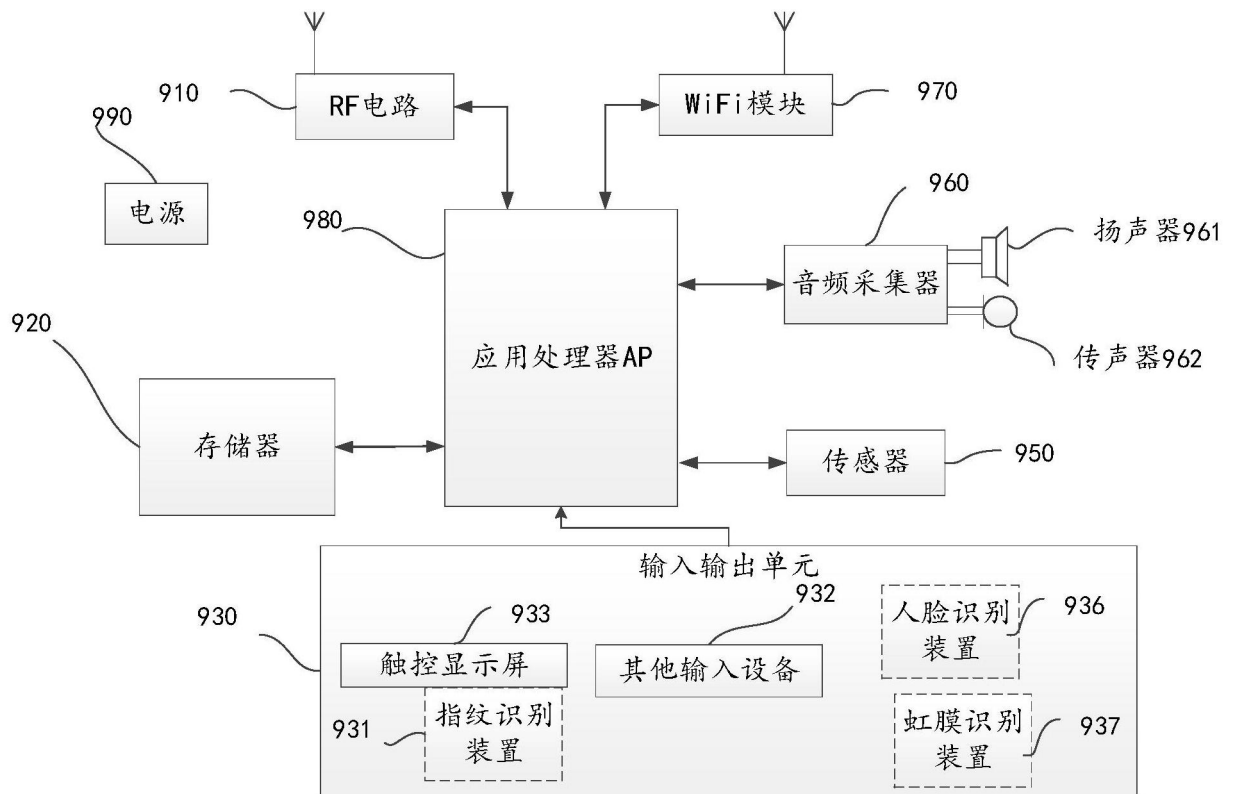 910
RF电路
WiFi模块
970
990
电源
980
960
扬声器961
音频采集器
传声器962
920
应用处理器AP
存储器
传感器
950
输入输出单元
930
933
932
936
人脸识别
装置
触控显示屏
其他输入设备
931
指纹识别
装置
虹膜识别
装置
937